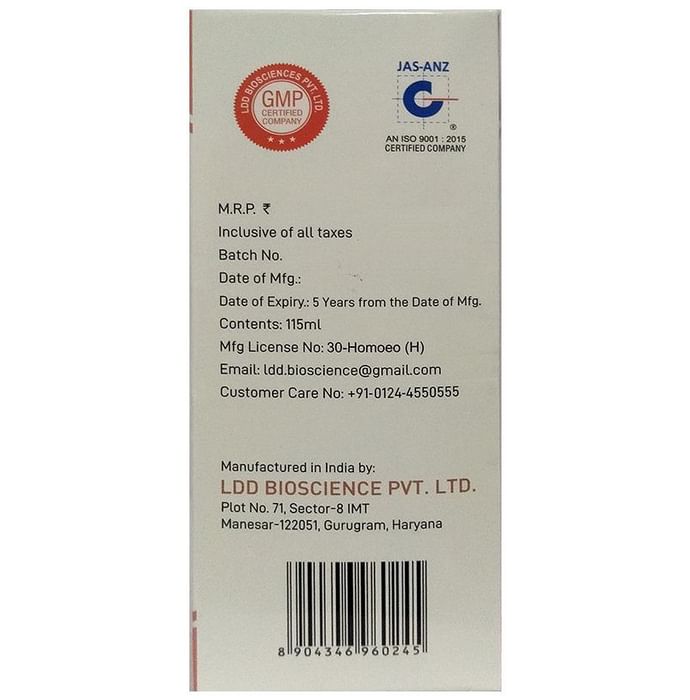 LDD BIOSCIENCES PVT. LTD.
GMP
CERTIFIED
COMPANY
JAS-ANZ
®
AN ISO 9001 : 2015
CERTIFIED COMPANY
M.R.P. ₹
Inclusive of all taxes
Batch No.
Date of Mfg.:
Date of Expiry.: 5 Years from the Date of Mfg.
Contents: 115ml
Mfg License No: 30-Homoeo (H)
Email: ldd.bioscience@gmail.com
Customer Care No: +91-0124-4550555
Manufactured in India by:
LDD BIOSCIENCE PVT. LTD.
Plot No. 71, Sector-8 IMT
Manesar-122051, Gurugram, Haryana
8 904346 960245